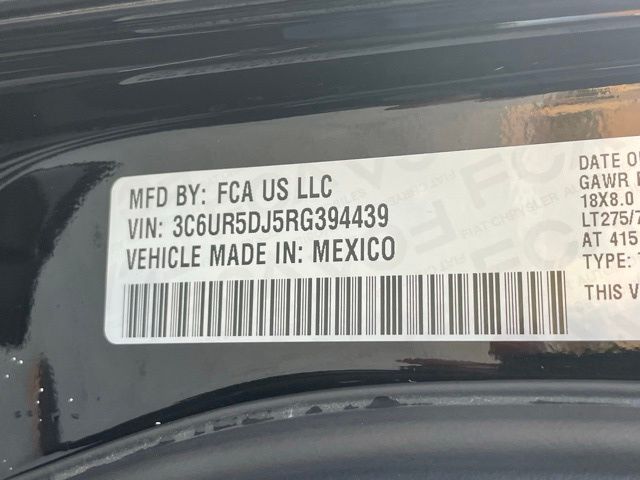 MFD BY: FCA US LLC
VIN: 3C6UR5DJ5RG394439
VEHICLE MADE IN: MEXICO
DATE O
GAWR
18X8.0
LT275/7
AT 415
TYPE:
THIS V